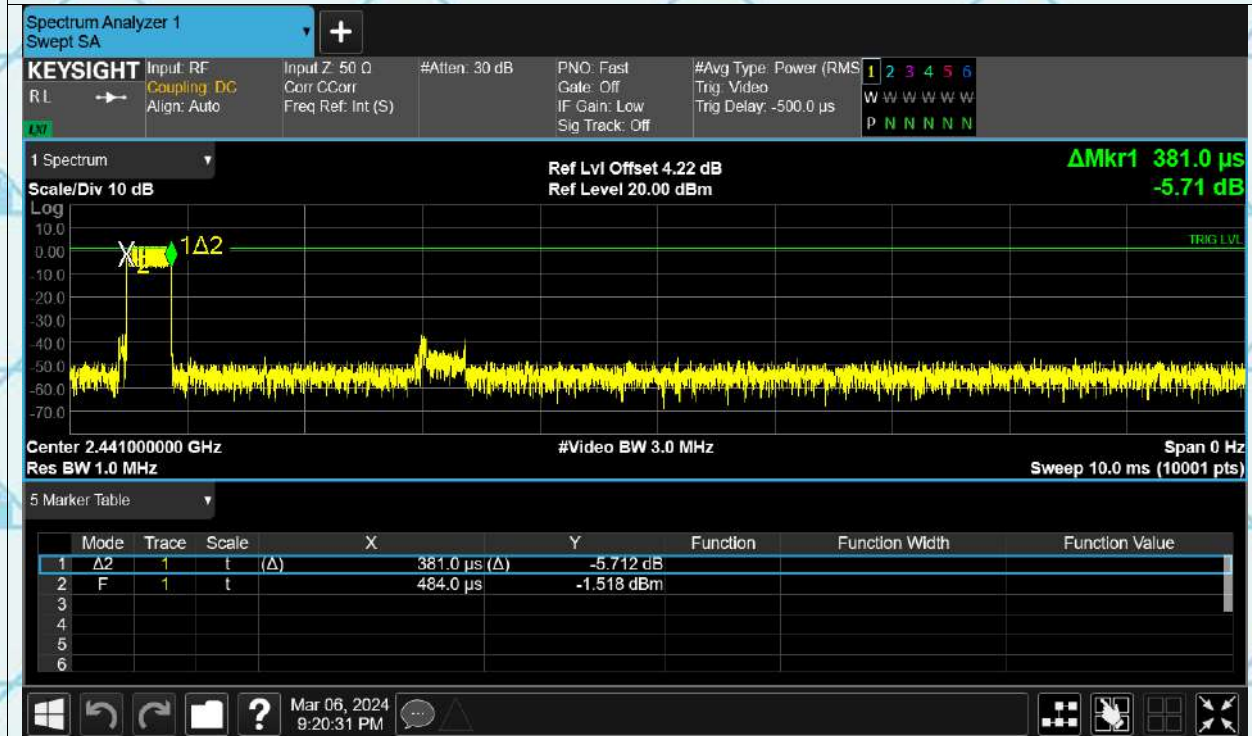 Spectrum Analyzer 1
Swept SA
+
KEYSIGHT Input: RF Input Z: 50 Ω #Atten: 30 dB PNO: Fast #Avg Type: Power (RMS 1 2 3 4 5 6
RL Coupling: DC Corr CCorr Gate: Off Trig: Video W W W W W W
Align: Auto Freq Ref: Int (S) IF Gain: Low Trig Delay: -500.0 µs P N N N N N
LXI Sig Track: Off
1 Spectrum Ref Lvl Offset 4.22 dB ΔMkr1 381.0 µs
Scale/Div 10 dB Ref Level 20.00 dBm -5.71 dB
Log
10.0
0.00 X 2 1Δ2 TRIG LVL
-10.0
-20.0
-30.0
-40.0
-50.0
-60.0
-70.0
Center 2.441000000 GHz #Video BW 3.0 MHz Span 0 Hz
Res BW 1.0 MHz Sweep 10.0 ms (10001 pts)
5 Marker Table
Mode Trace Scale X Y Function Function Width Function Value
1 Δ2 1 t (Δ) 381.0 µs (Δ) -5.712 dB
2 F 1 t 484.0 µs -1.518 dBm
3
4
5
6
? Mar 06, 2024
9:20:31 PM